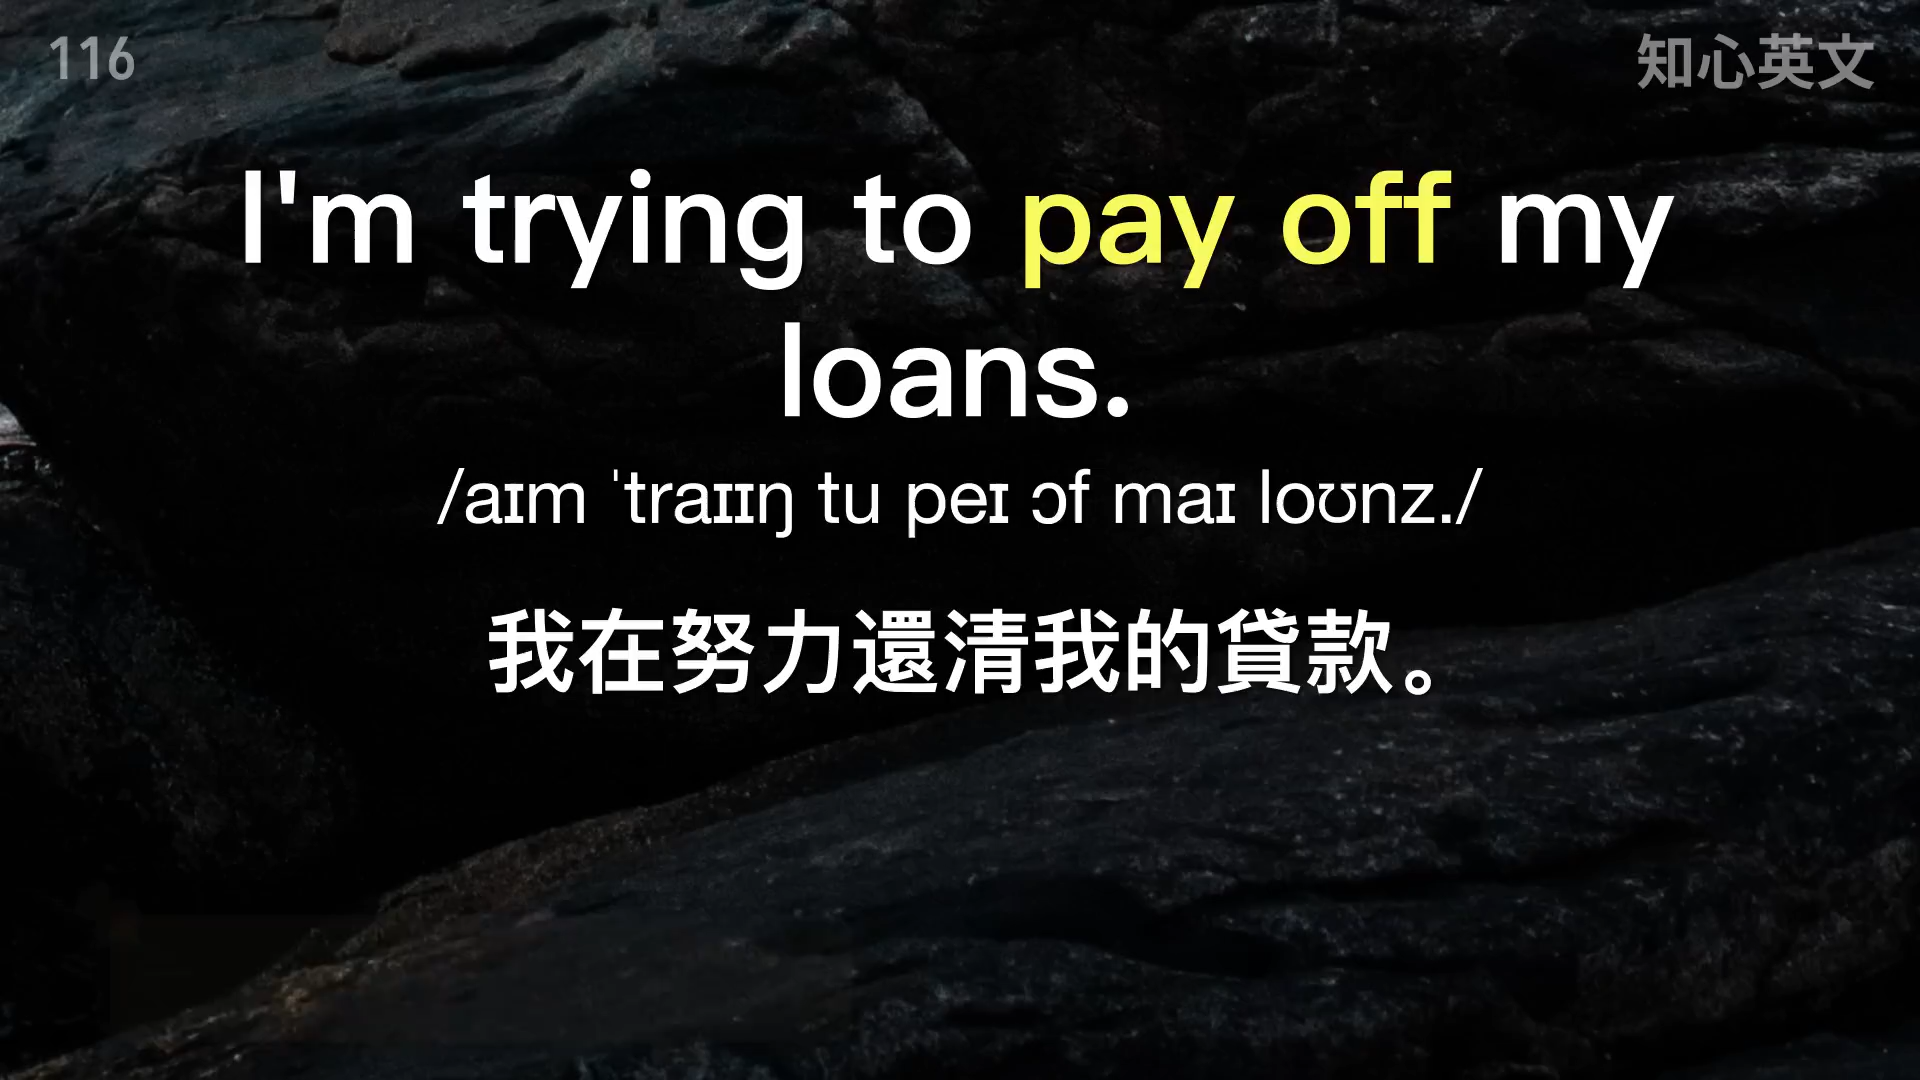 116
知心英文
I'm trying to pay off my
loans.
/aɪm ˈtraɪɪŋ tu peɪ ɔf maɪ loʊnz./
我在努力還清我的貸款。